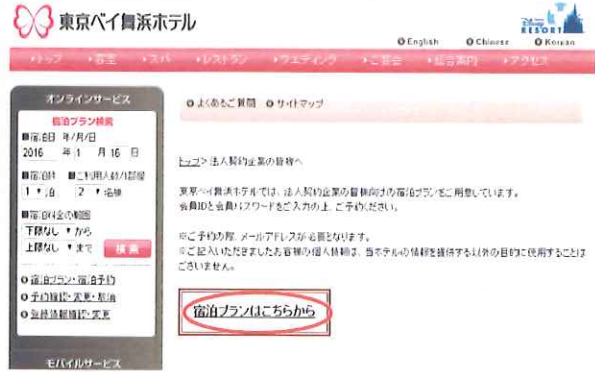 東京ベイ舞浜ホテル
Disney
RESORT
English Chinese Korean
トップ 客室 スパ レストラン ウエディング ご宴会 総合案内 アクセス
オンラインサービス
よくあるご質問 サイトマップ
宿泊プラン検索
■宿泊日 年/月/日
2016 年 1 月 16 日
トップ>法人契約企業の皆様へ
■宿泊数 ■ご利用人数/1部屋
1 泊 2 名様
東京ベイ舞浜ホテルでは、法人契約企業の皆様向けの宿泊プランをご用意しています。
会員IDと会員パスワードをご入力の上、ご予約ください。
■宿泊料金の範囲
下限なし から
上限なし まで 検索
※ご予約の際、メールアドレスが必要となります。
※ご記入いただきましたお客様の個人情報は、当ホテルの情報を提供する以外の目的に使用することは
ございません。
宿泊プラン・宿泊予約
予約確認・変更・取消
登録情報確認・変更
宿泊プランはこちらから
モバイルサービス